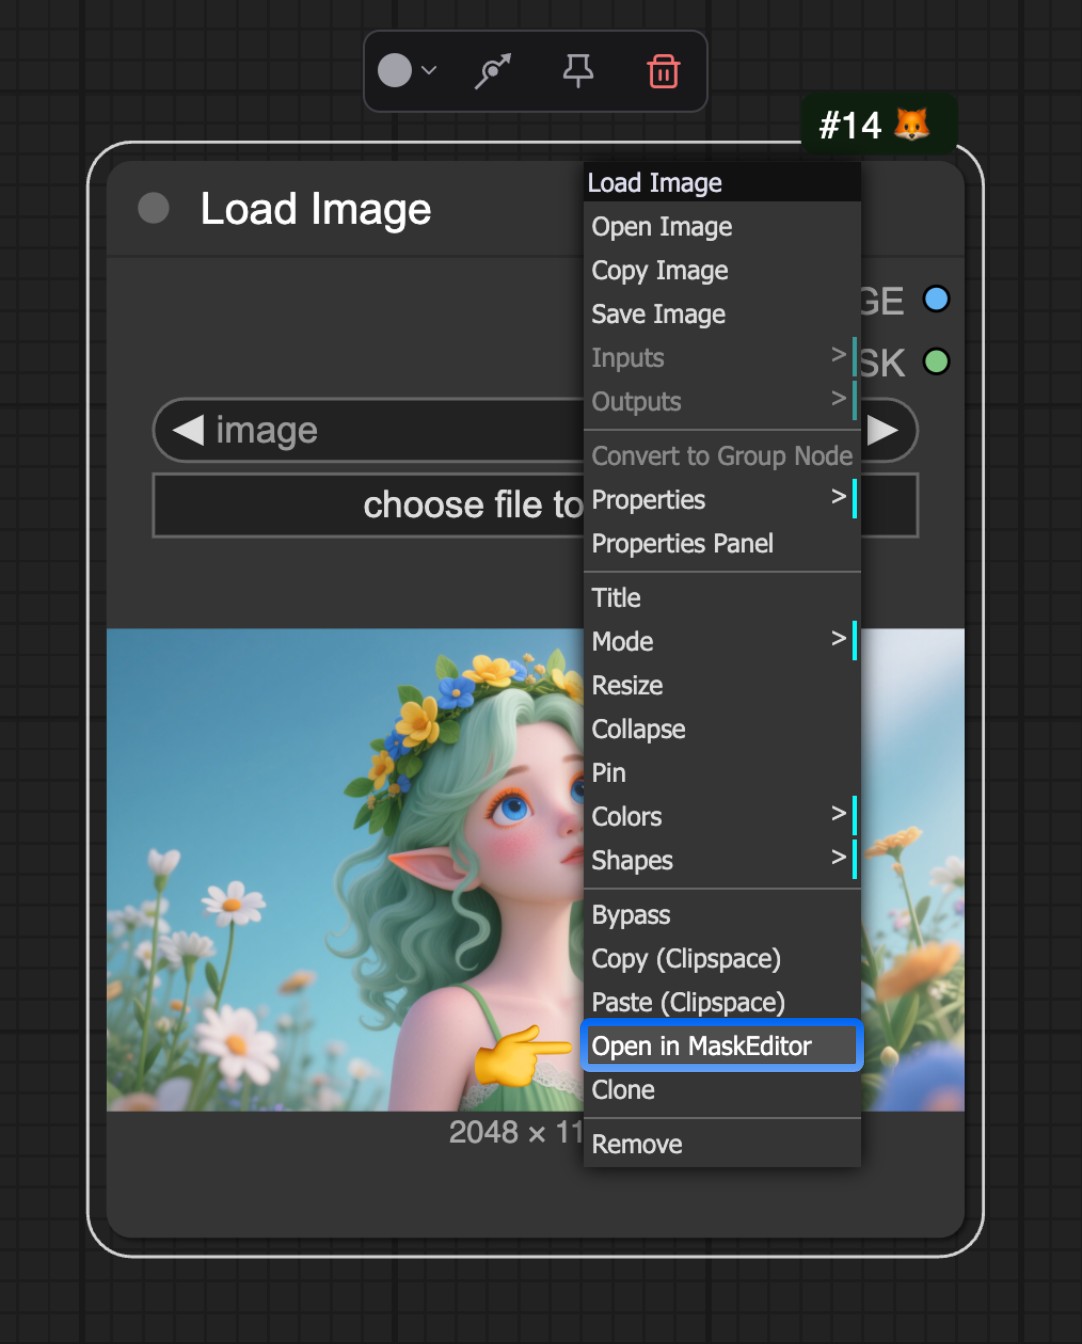 #14
Load Image
Load Image
Open Image
Copy Image
Save Image
Inputs >
Outputs >
Convert to Group Node
Properties >
Properties Panel
Title
Mode >
Resize
Collapse
Pin
Colors >
Shapes >
Bypass
Copy (Clipspace)
Paste (Clipspace)
Open in MaskEditor
Clone
Remove
GE
SK
image
choose file to
2048 × 11